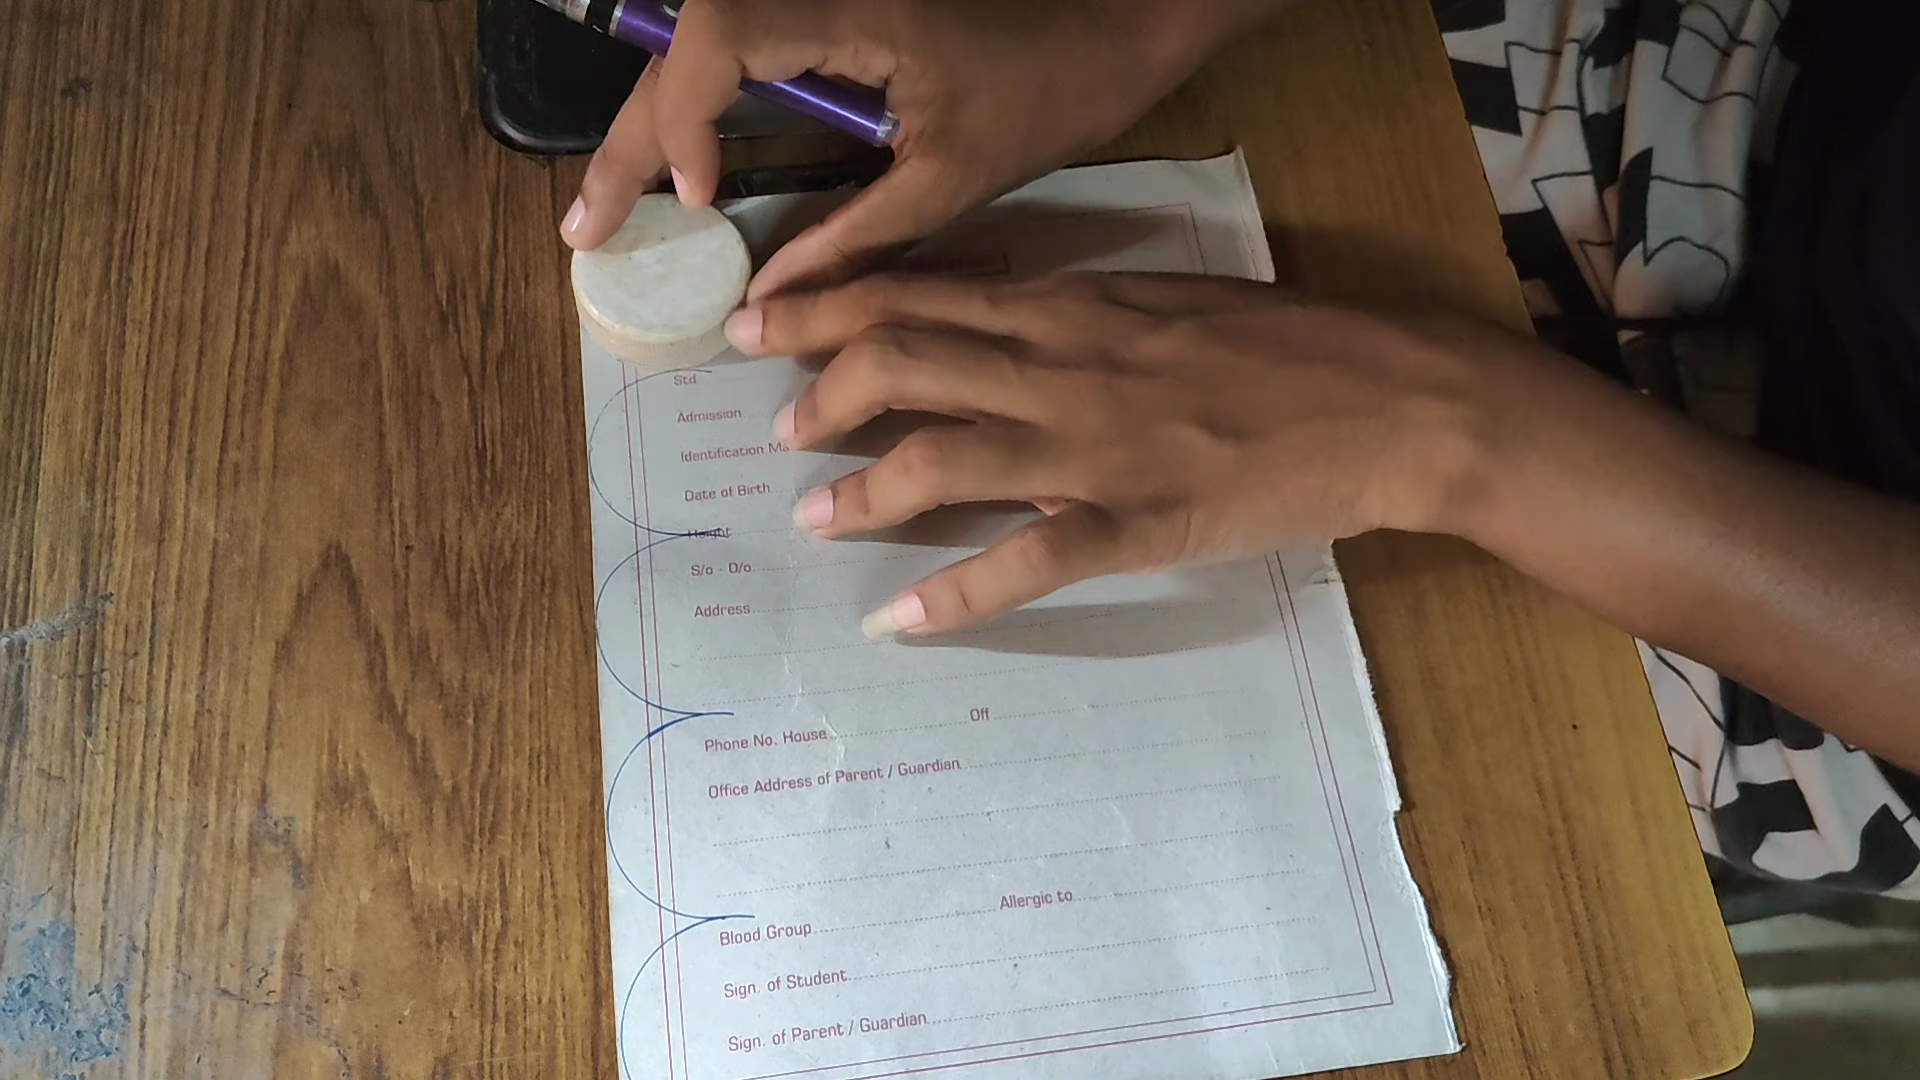 Std
Admission
Identification Ma
Date of Birth
Height
S/o - D/o
Address
Phone No. House Off
Office Address of Parent / Guardian
Blood Group Allergic to
Sign. of Student
Sign. of Parent / Guardian